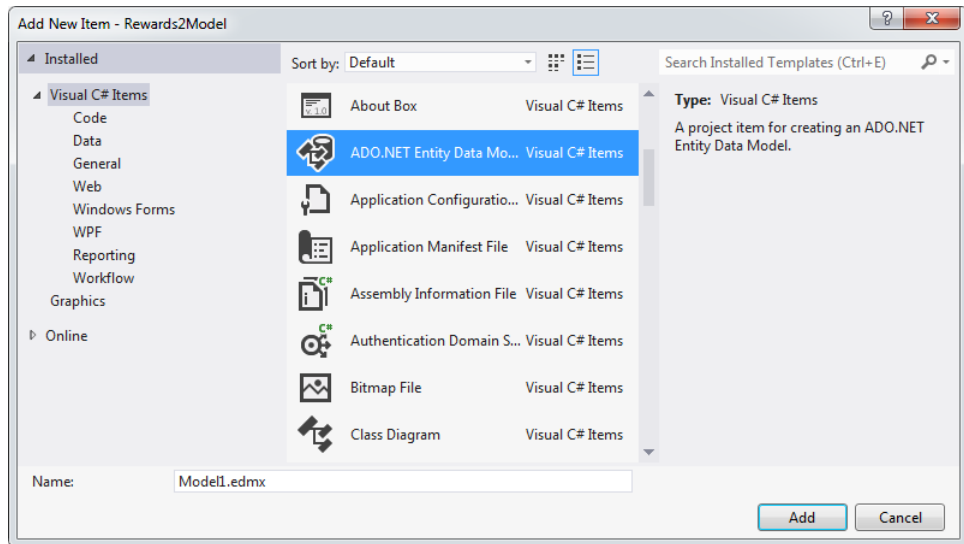 Add New Item - Rewards2Model
Installed
Sort by: Default
Search Installed Templates (Ctrl+E)
Visual C# Items
Code
Data
General
Web
Windows Forms
WPF
Reporting
Workflow
Graphics
Online
v. 1.0
About Box Visual C# Items
ADO.NET Entity Data Mo... Visual C# Items
Application Configuratio... Visual C# Items
Application Manifest File Visual C# Items
C#
Assembly Information File Visual C# Items
C#
Authentication Domain S... Visual C# Items
Bitmap File Visual C# Items
Class Diagram Visual C# Items
Type: Visual C# Items
A project item for creating an ADO.NET
Entity Data Model.
Name: Model1.edmx
Add Cancel